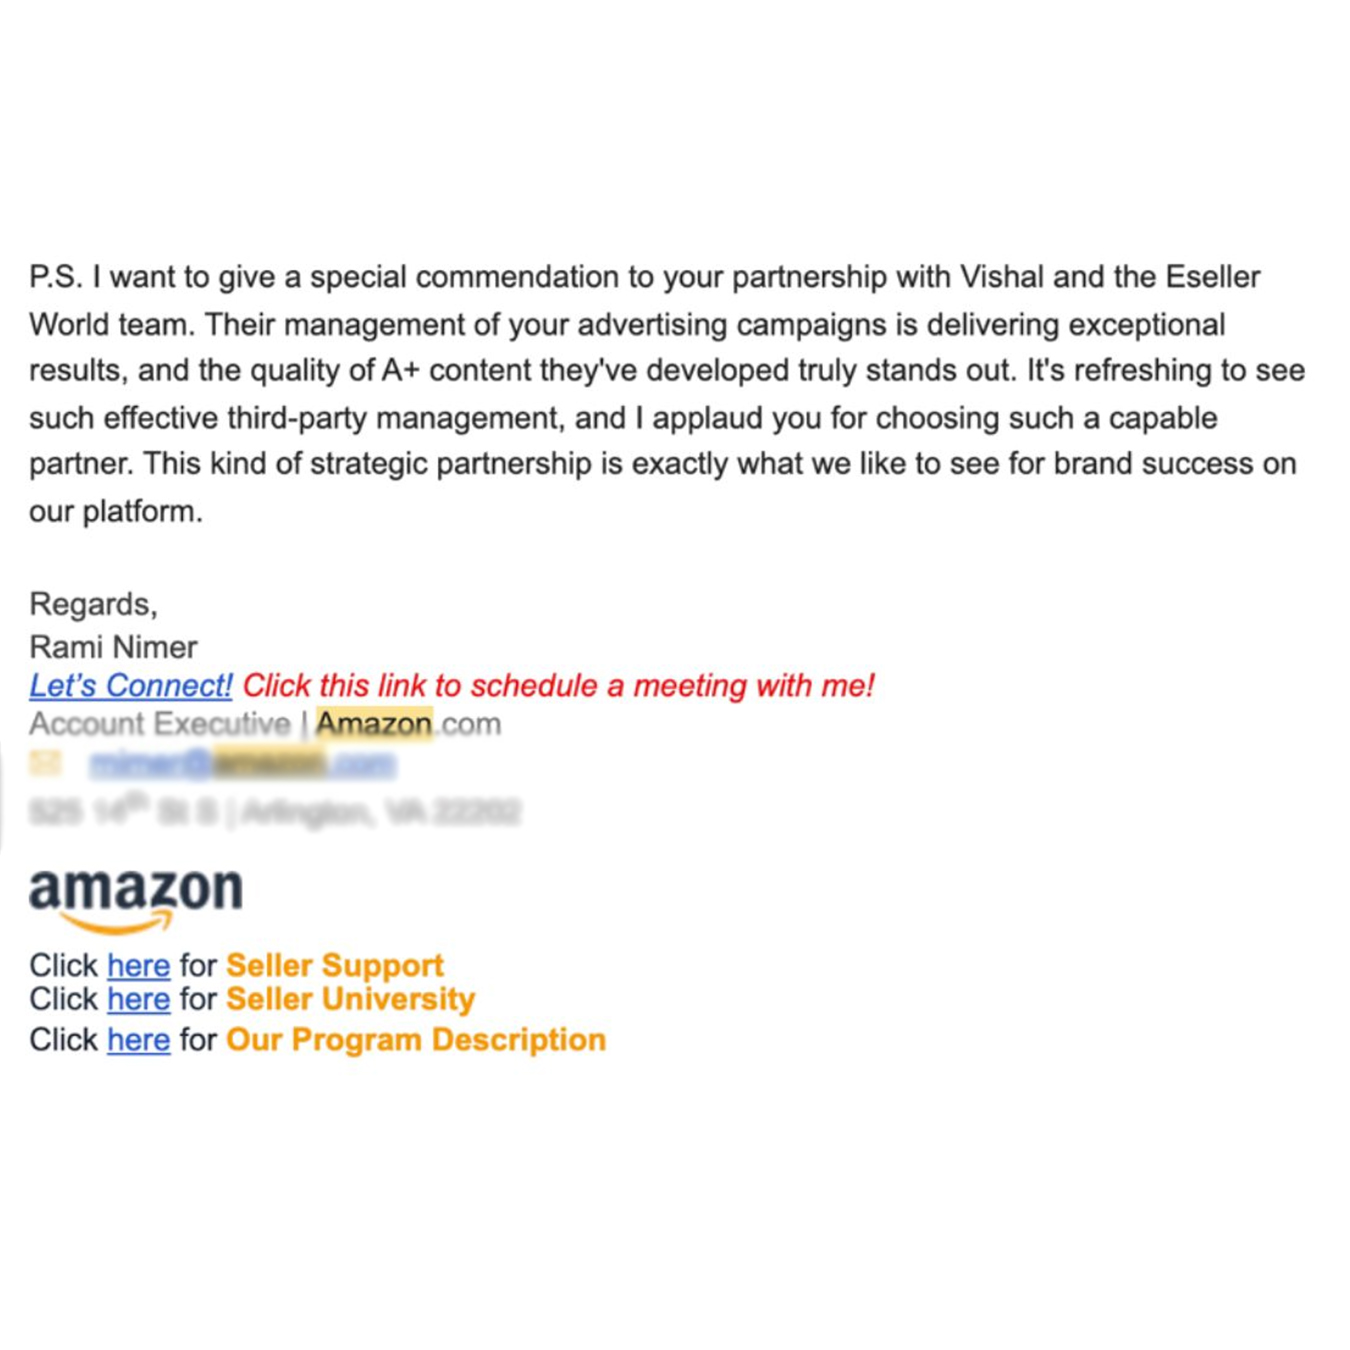 P.S. I want to give a special commendation to your partnership with Vishal and the Eseller
World team. Their management of your advertising campaigns is delivering exceptional
results, and the quality of A+ content they've developed truly stands out. It's refreshing to see
such effective third-party management, and I applaud you for choosing such a capable
partner. This kind of strategic partnership is exactly what we like to see for brand success on
our platform.
Regards,
Rami Nimer
Let's Connect! Click this link to schedule a meeting with me!
Account Executive | Amazon.com
amazon
Click here for Seller Support
Click here for Seller University
Click here for Our Program Description